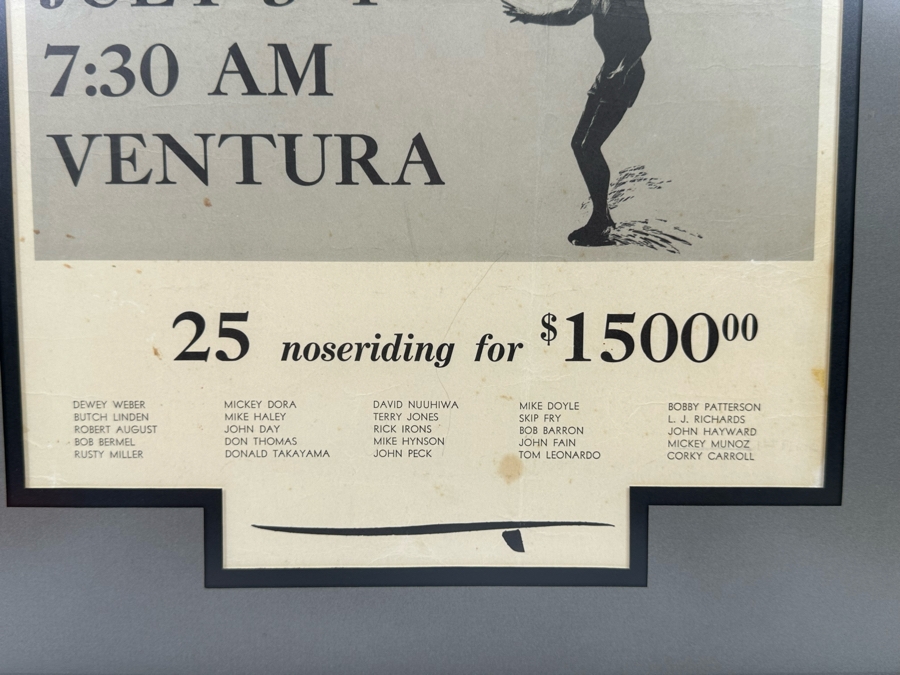 7:30 AM
VENTURA
25 noseriding for $1500⁰⁰
DEWEY WEBER
BUTCH LINDEN
ROBERT AUGUST
BOB BERMEL
RUSTY MILLER
MICKEY DORA
MIKE HALEY
JOHN DAY
DON THOMAS
DONALD TAKAYAMA
DAVID NUUHIWA
TERRY JONES
RICK IRONS
MIKE HYNSON
JOHN PECK
MIKE DOYLE
SKIP FRY
BOB BARRON
JOHN FAIN
TOM LEONARDO
BOBBY PATTERSON
L. J. RICHARDS
JOHN HAYWARD
MICKEY MUNOZ
CORKY CARROLL